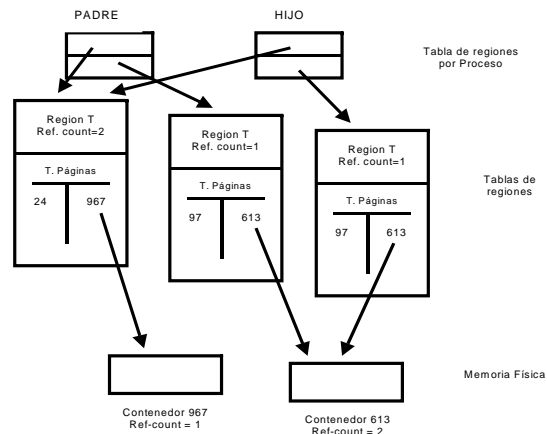 PADRE HIJO
Tabla de regiones
por Proceso
Region T
Ref. count=2
Region T
Ref. count=1
Region T
Ref. count=1
T. Páginas
24 967
T. Páginas
97 613
T. Páginas
97 613
Tablas de
regiones
Memoria Física
Contenedor 967
Ref-count = 1
Contenedor 613
Ref-count = 2